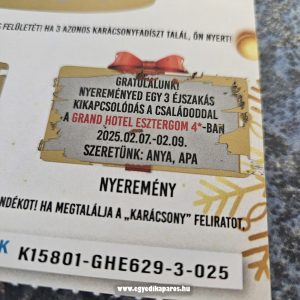 FELÜLETÉT! HA 3 AZONOS KARÁCSONYFADÍSZT TALÁL, ÖN NYERT!
GRATULÁLUNK!
NYEREMÉNYED EGY 3 ÉJSZAKÁS
KIKAPCSOLÓDÁS A CSALÁDODDAL
A GRAND HOTEL ESZTERGOM 4*-BAN
2025.02.07.-02.09.
SZERETÜNK: ANYA, APA
NYEREMÉNY
NDÉKOT! HA MEGTALÁLJA A „KARÁCSONY” FELIRATOT,
K K15801-GHE629-3-025
www.egyedikaparos.hu